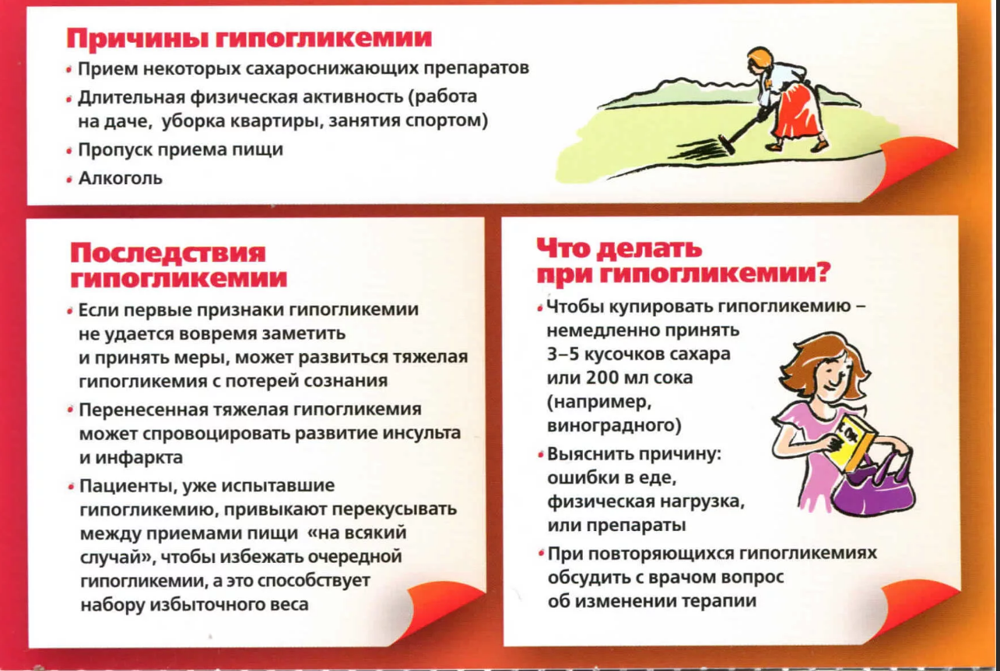 Причины гипогликемии
• Прием некоторых сахароснижающих препаратов
• Длительная физическая активность (работа
на даче, уборка квартиры, занятия спортом)
• Пропуск приема пищи
• Алкоголь
Последствия
гипогликемии
• Если первые признаки гипогликемии
не удается вовремя заметить
и принять меры, может развиться тяжелая
гипогликемия с потерей сознания
• Перенесенная тяжелая гипогликемия
может спровоцировать развитие инсульта
и инфаркта
• Пациенты, уже испытавшие
гипогликемию, привыкают перекусывать
между приемами пищи «на всякий
случай», чтобы избежать очередной
гипогликемии, а это способствует
набору избыточного веса
Что делать
при гипогликемии?
• Чтобы купировать гипогликемию –
немедленно принять
3–5 кусочков сахара
или 200 мл сока
(например,
виноградного)
• Выяснить причину:
ошибки в еде,
физическая нагрузка,
или препараты
• При повторяющихся гипогликемиях
обсудить с врачом вопрос
об изменении терапии